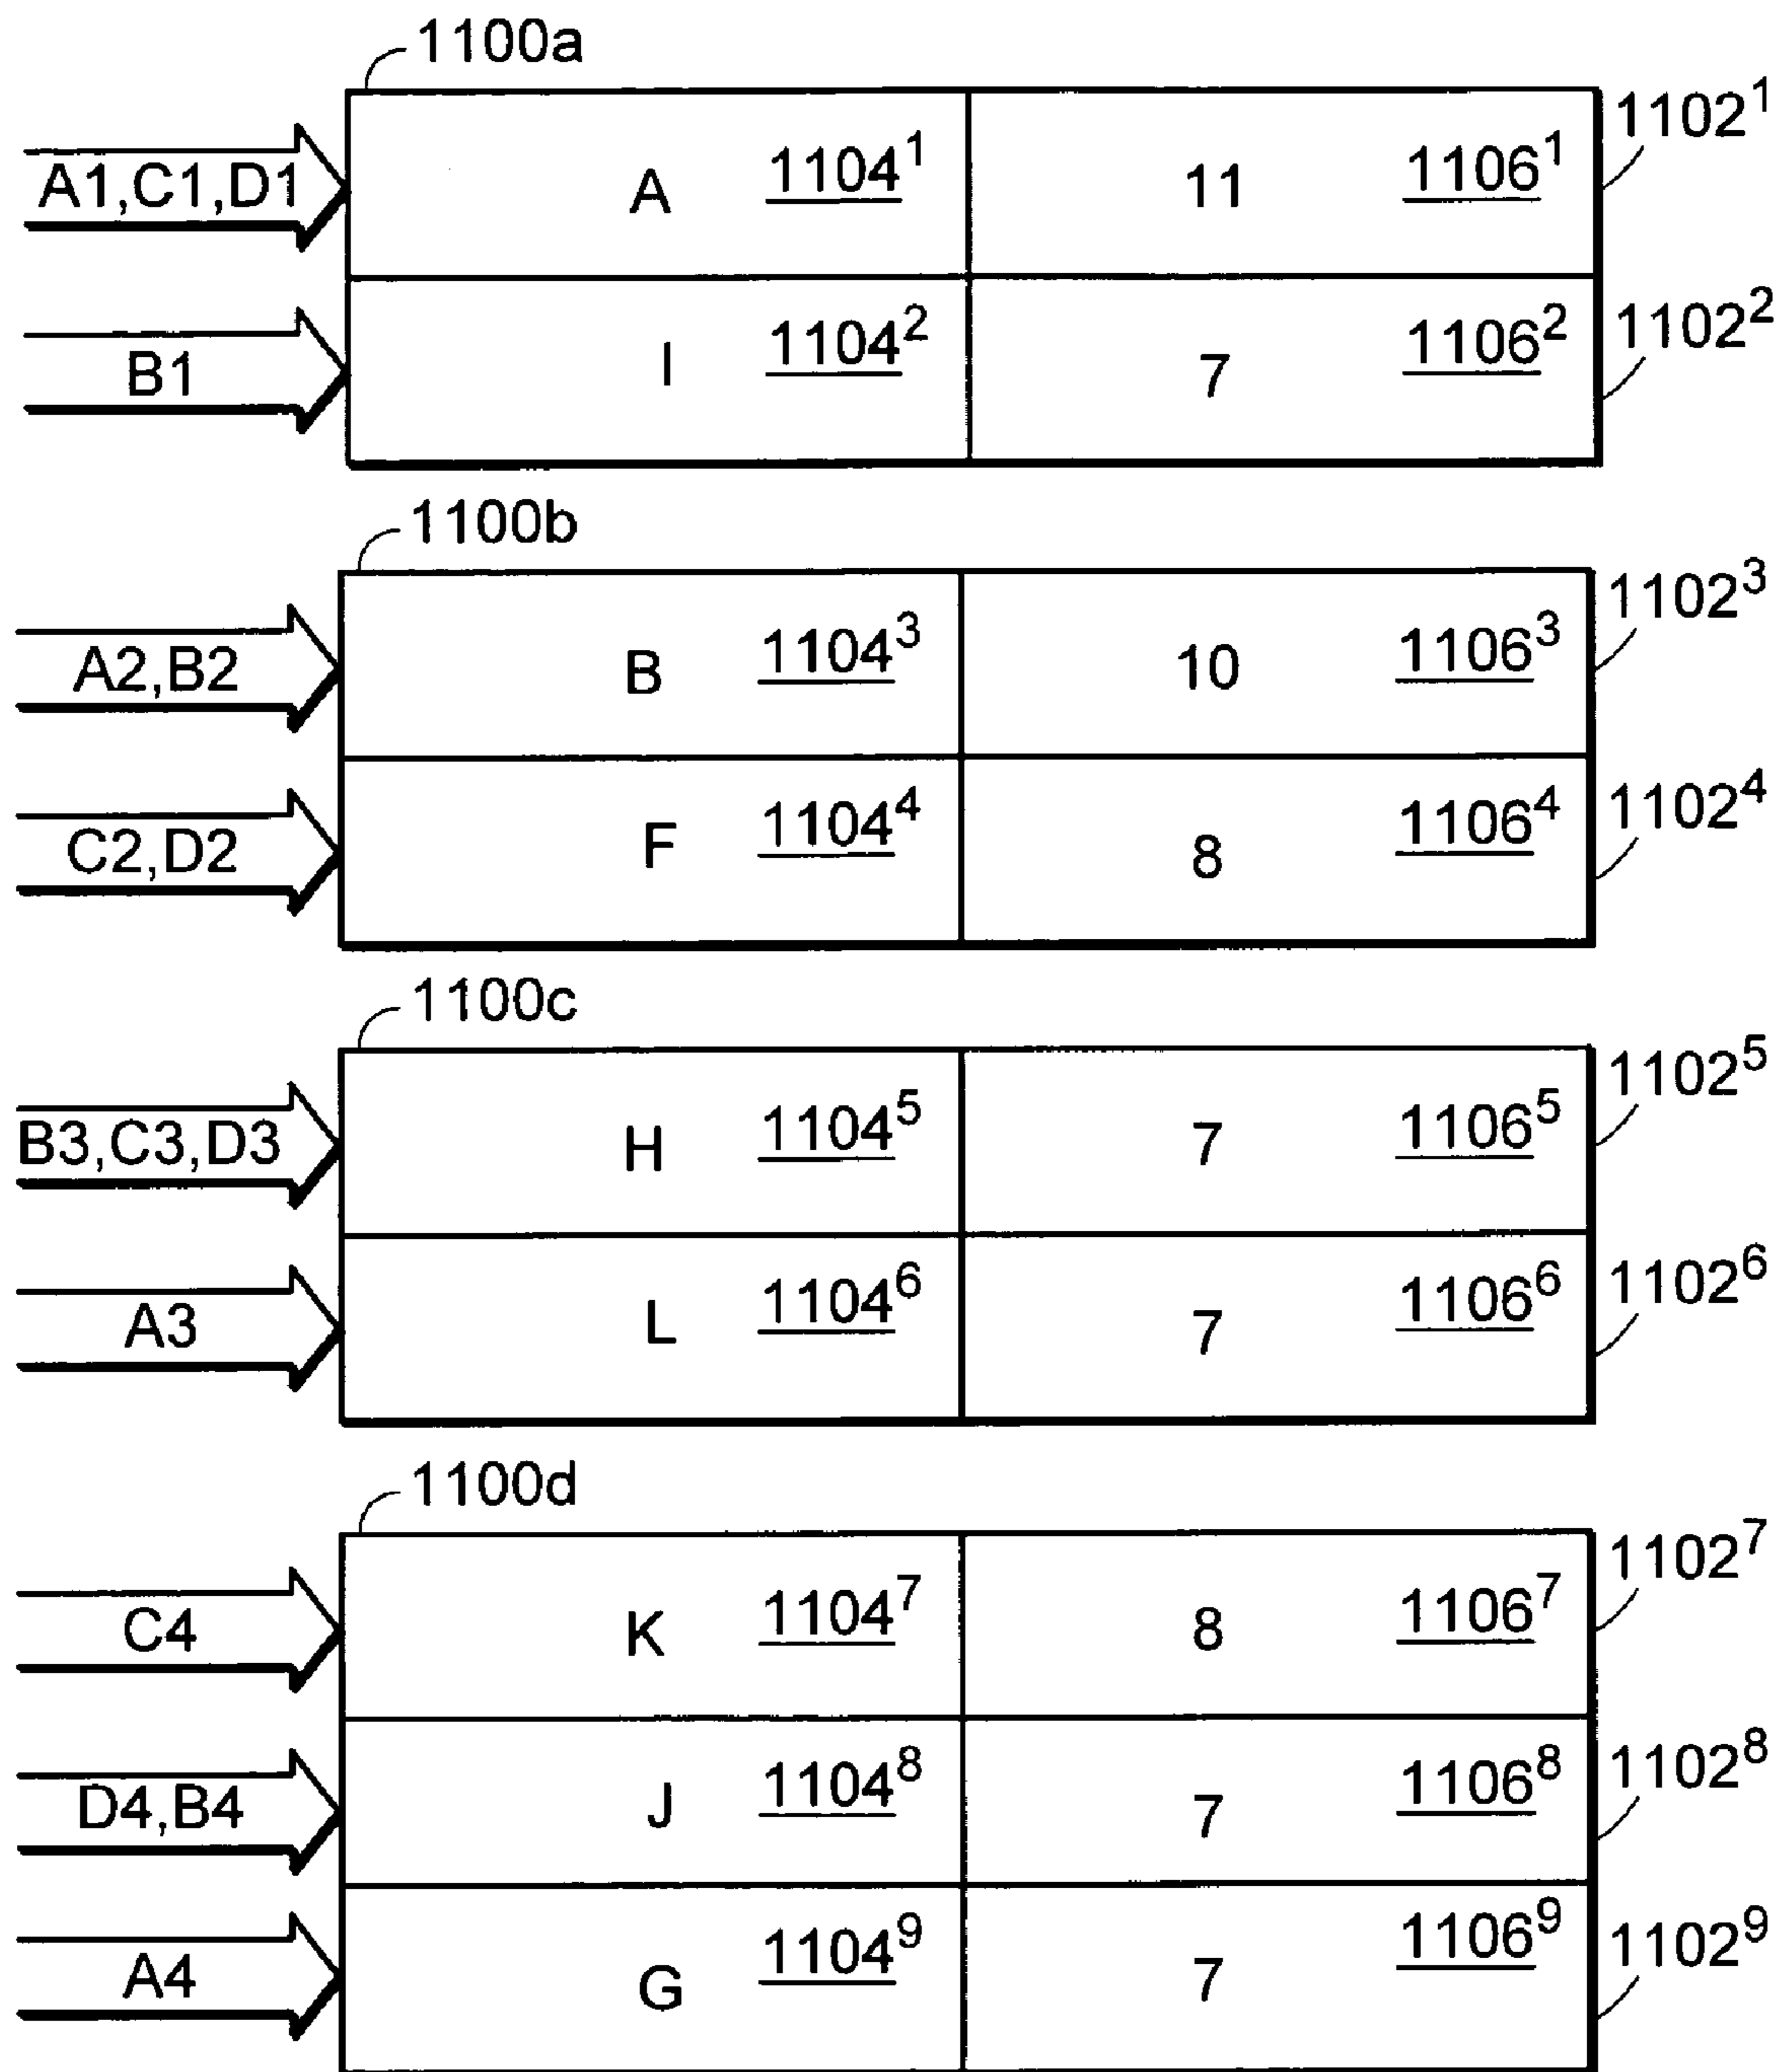 1100a
A1,C1,D1 A 1104¹ 11 1106¹ 1102¹
B1 I 1104² 7 1106² 1102²
1100b
A2,B2 B 1104³ 10 1106³ 1102³
C2,D2 F 1104⁴ 8 1106⁴ 1102⁴
1100c
B3,C3,D3 H 1104⁵ 7 1106⁵ 1102⁵
A3 L 1104⁶ 7 1106⁶ 1102⁶
1100d
C4 K 1104⁷ 8 1106⁷ 1102⁷
D4,B4 J 1104⁸ 7 1106⁸ 1102⁸
A4 G 1104⁹ 7 1106⁹ 1102⁹